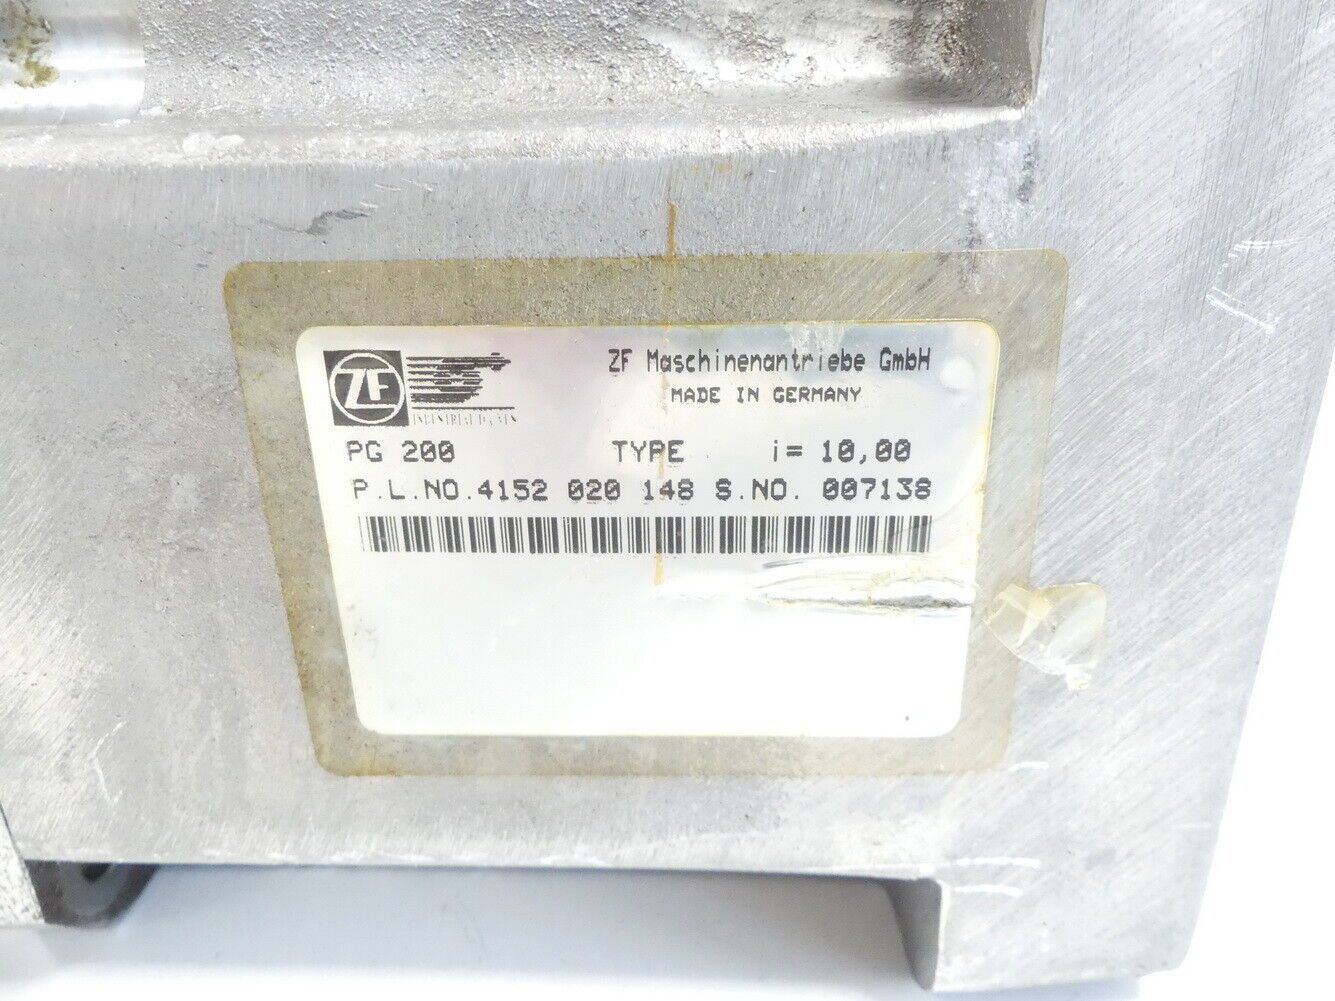 ZF
ZF Maschinenantriebe GmbH
MADE IN GERMANY
PG 200 TYPE i= 10,00
P.L.NO.4152 020 148 S.NO. 007138